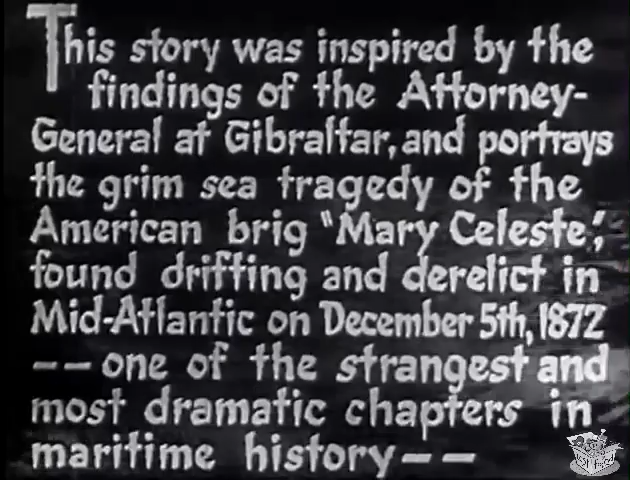 This story was inspired by the
findings of the Attorney-
General at Gibraltar, and portrays
the grim sea tragedy of the
American brig "Mary Celeste",
found drifting and derelict in
Mid-Atlantic on December 5th, 1872
-- one of the strangest and
most dramatic chapters in
maritime history --